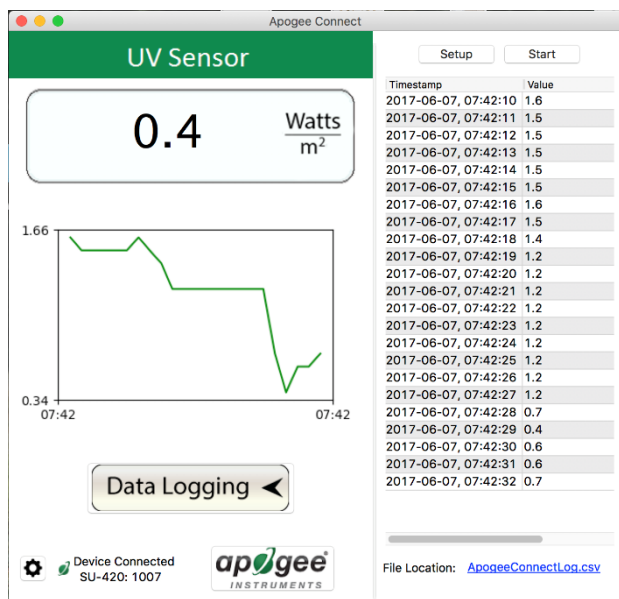 Apogee Connect
UV Sensor
0.4 Watts
m²
1.66
0.34
07:42 07:42
Data Logging
Device Connected
SU-420: 1007
apogee®
INSTRUMENTS
Setup Start
Timestamp Value
2017-06-07, 07:42:10 1.6
2017-06-07, 07:42:11 1.5
2017-06-07, 07:42:12 1.5
2017-06-07, 07:42:13 1.5
2017-06-07, 07:42:14 1.5
2017-06-07, 07:42:15 1.5
2017-06-07, 07:42:16 1.6
2017-06-07, 07:42:17 1.5
2017-06-07, 07:42:18 1.4
2017-06-07, 07:42:19 1.2
2017-06-07, 07:42:20 1.2
2017-06-07, 07:42:21 1.2
2017-06-07, 07:42:22 1.2
2017-06-07, 07:42:23 1.2
2017-06-07, 07:42:24 1.2
2017-06-07, 07:42:25 1.2
2017-06-07, 07:42:26 1.2
2017-06-07, 07:42:27 1.2
2017-06-07, 07:42:28 0.7
2017-06-07, 07:42:29 0.4
2017-06-07, 07:42:30 0.6
2017-06-07, 07:42:31 0.6
2017-06-07, 07:42:32 0.7
File Location: ApogeeConnectLog.csv